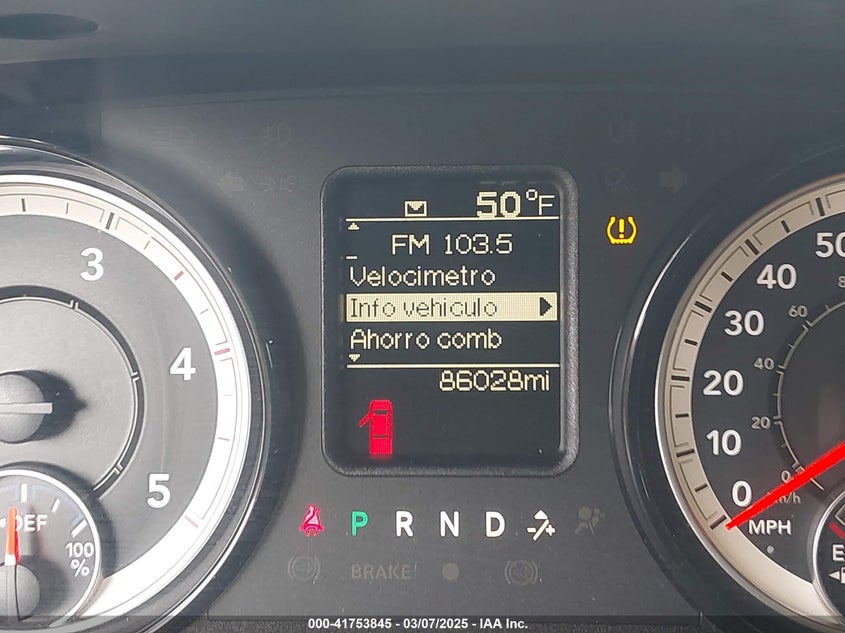 50°F
FM 103.5
Velocimetro
Info vehiculo
Ahorro comb
86028mi
3
4
5
DEF
100
%
50
40
30
20
10
0
60
40
20
0
km/h
MPH
E
P R N D
BRAKE
000-41753845 - 03/07/2025 - IAA Inc.